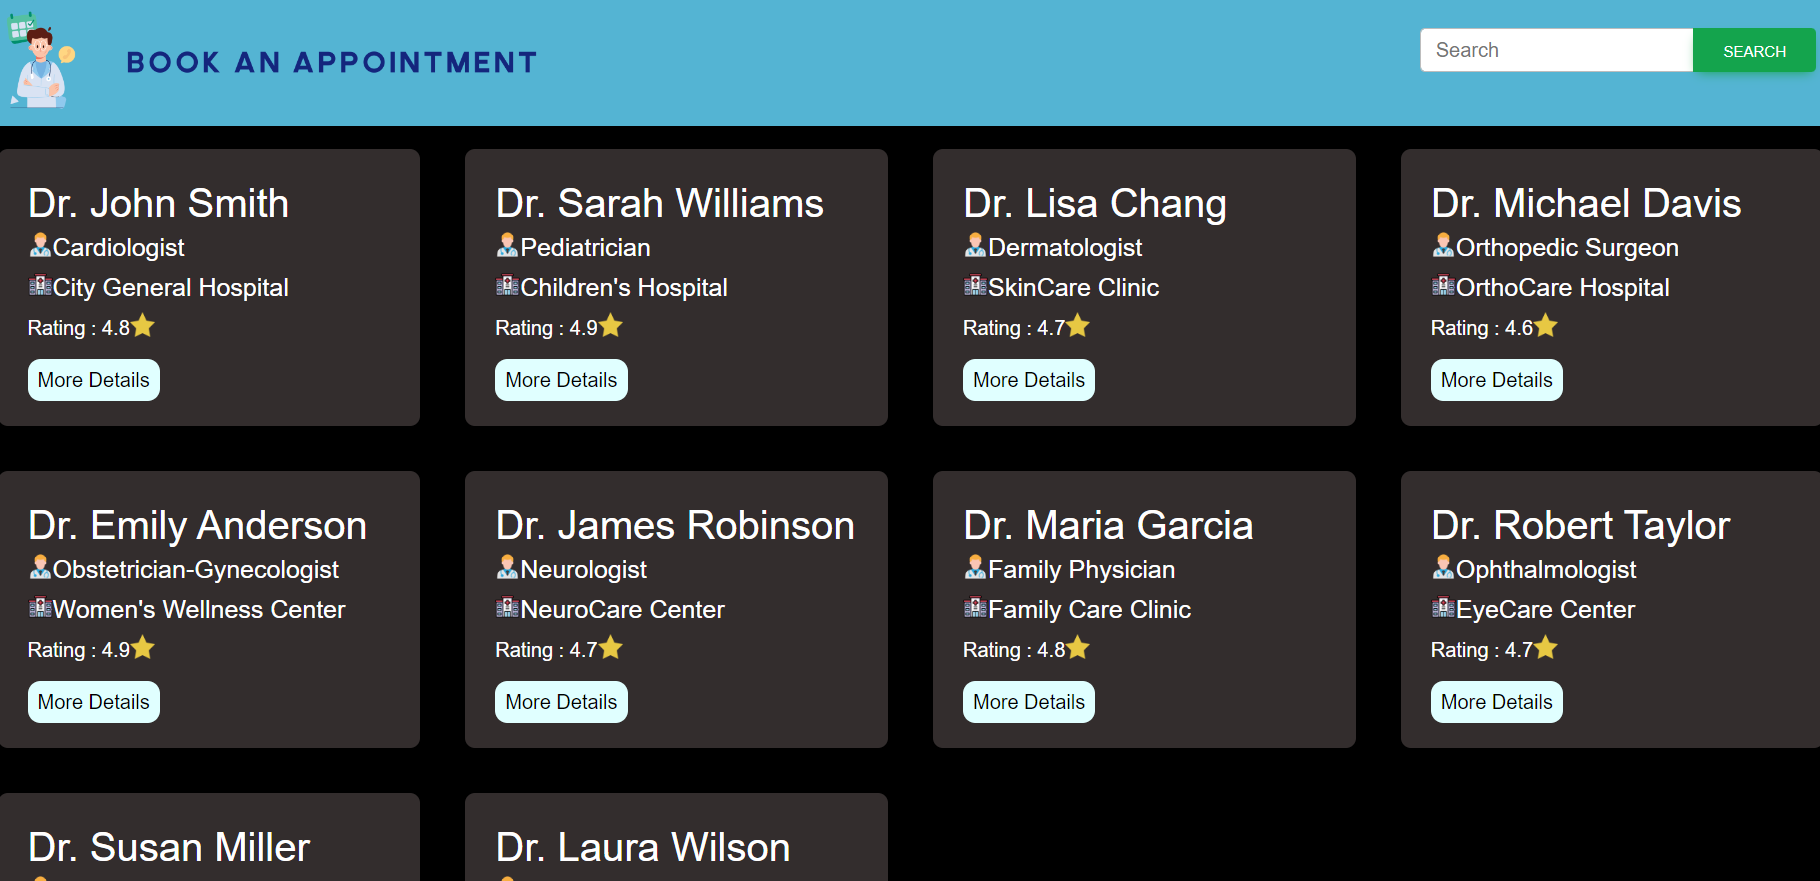 BOOK AN APPOINTMENT
Search
SEARCH
Dr. John Smith
Cardiologist
City General Hospital
Rating : 4.8
More Details
Dr. Sarah Williams
Pediatrician
Children's Hospital
Rating : 4.9
More Details
Dr. Lisa Chang
Dermatologist
SkinCare Clinic
Rating : 4.7
More Details
Dr. Michael Davis
Orthopedic Surgeon
OrthoCare Hospital
Rating : 4.6
More Details
Dr. Emily Anderson
Obstetrician-Gynecologist
Women's Wellness Center
Rating : 4.9
More Details
Dr. James Robinson
Neurologist
NeuroCare Center
Rating : 4.7
More Details
Dr. Maria Garcia
Family Physician
Family Care Clinic
Rating : 4.8
More Details
Dr. Robert Taylor
Ophthalmologist
EyeCare Center
Rating : 4.7
More Details
Dr. Susan Miller
Dr. Laura Wilson